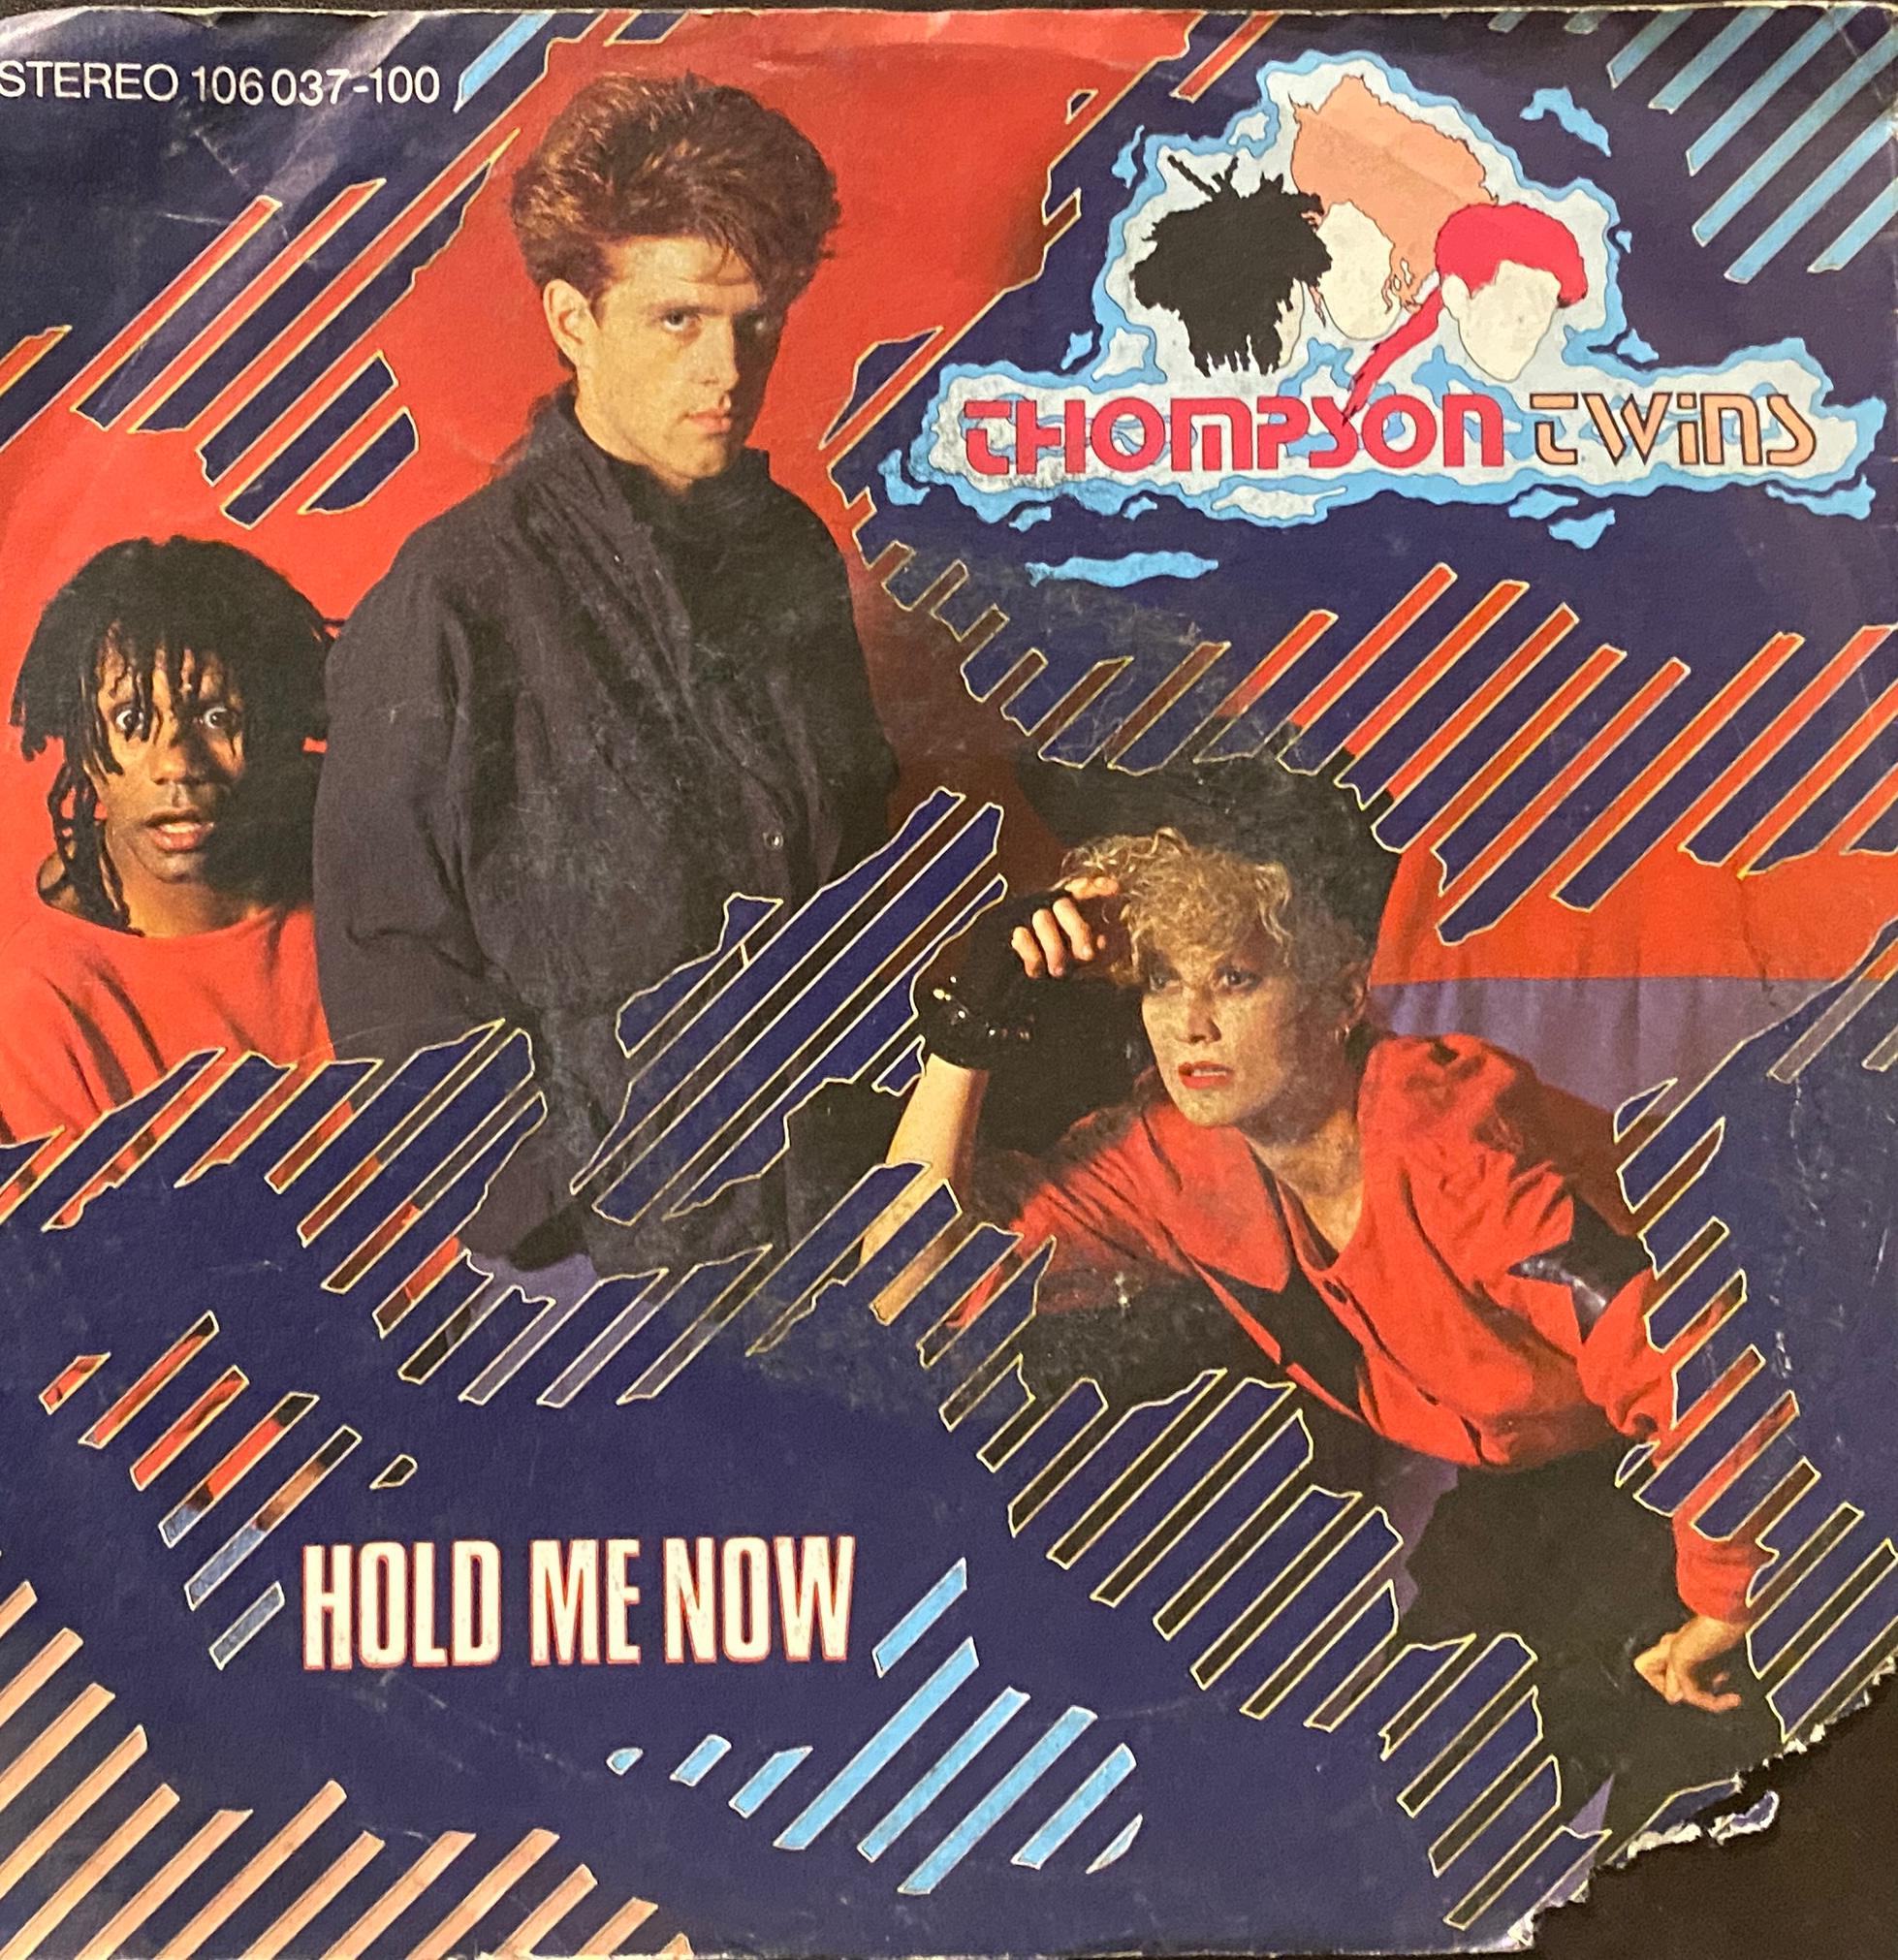 STEREO 106 037-100
THOMPSON TWINS
HOLD ME NOW